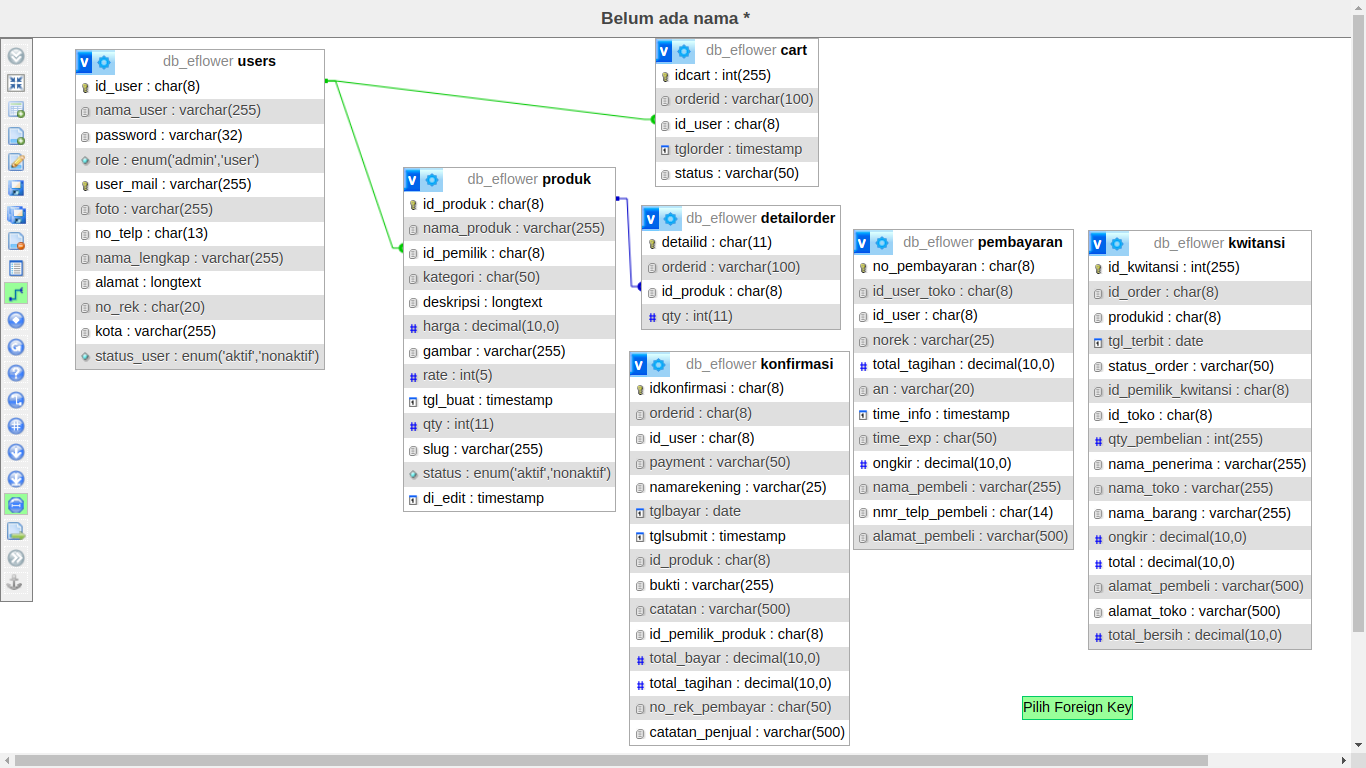 Belum ada nama *
v db_eflower users
id_user : char(8)
nama_user : varchar(255)
password : varchar(32)
role : enum('admin','user')
user_mail : varchar(255)
foto : varchar(255)
no_telp : char(13)
nama_lengkap : varchar(255)
alamat : longtext
no_rek : char(20)
kota : varchar(255)
status_user : enum('aktif','nonaktif')
v db_eflower produk
id_produk : char(8)
nama_produk : varchar(255)
id_pemilik : char(8)
kategori : char(50)
deskripsi : longtext
# harga : decimal(10,0)
gambar : varchar(255)
# rate : int(5)
tgl_buat : timestamp
# qty : int(11)
slug : varchar(255)
status : enum('aktif','nonaktif')
di_edit : timestamp
v db_eflower cart
idcart : int(255)
orderid : varchar(100)
id_user : char(8)
tglorder : timestamp
status : varchar(50)
v db_eflower detailorder
detailid : char(11)
orderid : varchar(100)
id_produk : char(8)
# qty : int(11)
v db_eflower konfirmasi
idkonfirmasi : char(8)
orderid : char(8)
id_user : char(8)
payment : varchar(50)
namarekening : varchar(25)
tglbayar : date
tglsubmit : timestamp
id_produk : char(8)
bukti : varchar(255)
catatan : varchar(500)
id_pemilik_produk : char(8)
# total_bayar : decimal(10,0)
# total_tagihan : decimal(10,0)
no_rek_pembayar : char(50)
catatan_penjual : varchar(500)
v db_eflower pembayaran
no_pembayaran : char(8)
id_user_toko : char(8)
id_user : char(8)
norek : varchar(25)
# total_tagihan : decimal(10,0)
an : varchar(20)
time_info : timestamp
time_exp : char(50)
# ongkir : decimal(10,0)
nama_pembeli : varchar(255)
nmr_telp_pembeli : char(14)
alamat_pembeli : varchar(500)
v db_eflower kwitansi
id_kwitansi : int(255)
id_order : char(8)
produkid : char(8)
tgl_terbit : date
status_order : varchar(50)
id_pemilik_kwitansi : char(8)
id_toko : char(8)
# qty_pembelian : int(255)
nama_penerima : varchar(255)
nama_toko : varchar(255)
nama_barang : varchar(255)
# ongkir : decimal(10,0)
# total : decimal(10,0)
alamat_pembeli : varchar(500)
alamat_toko : varchar(500)
# total_bersih : decimal(10,0)
Pilih Foreign Key